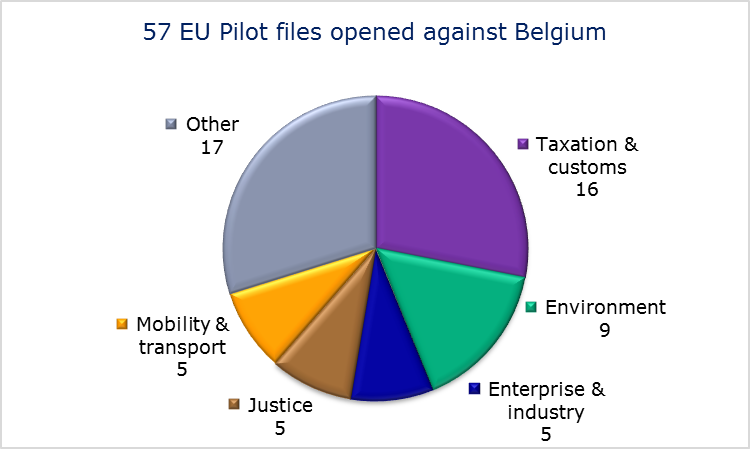 57 EU Pilot files opened against Belgium
Other
17
Taxation &
customs
16
Environment
9
Enterprise &
industry
5
Justice
5
Mobility &
transport
5